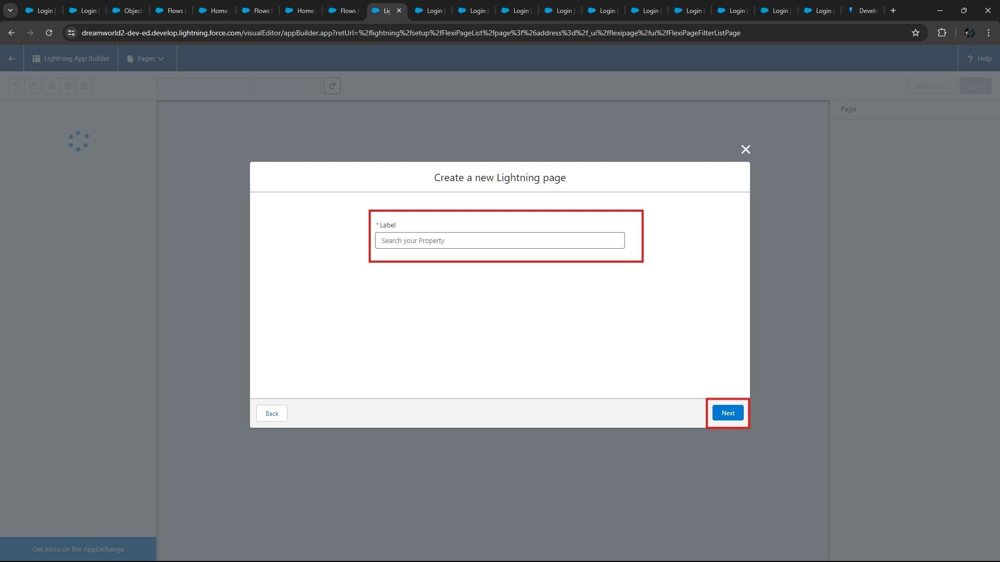 Login
Login
Object
Flows
Home
Flows
Home
Flows
Login
Login
Login
Login
Login
Login
Login
Login
Login
Login
Develo
dreamworld2-dev-ed.develop.lightning.force.com/visualEditor/appBuilder.app?retUrl=%2flightning%2fsetup%2fFlexiPageList%2fpage%3f%26address%3d%2f_ui%2fflexipage%2fui%2fFlexiPageFilterListPage
Lightning App Builder
Pages
? Help
Activation...
Save
Page
Create a new Lightning page
*Label
Search your Property
Back
Next
Get more on the AppExchange